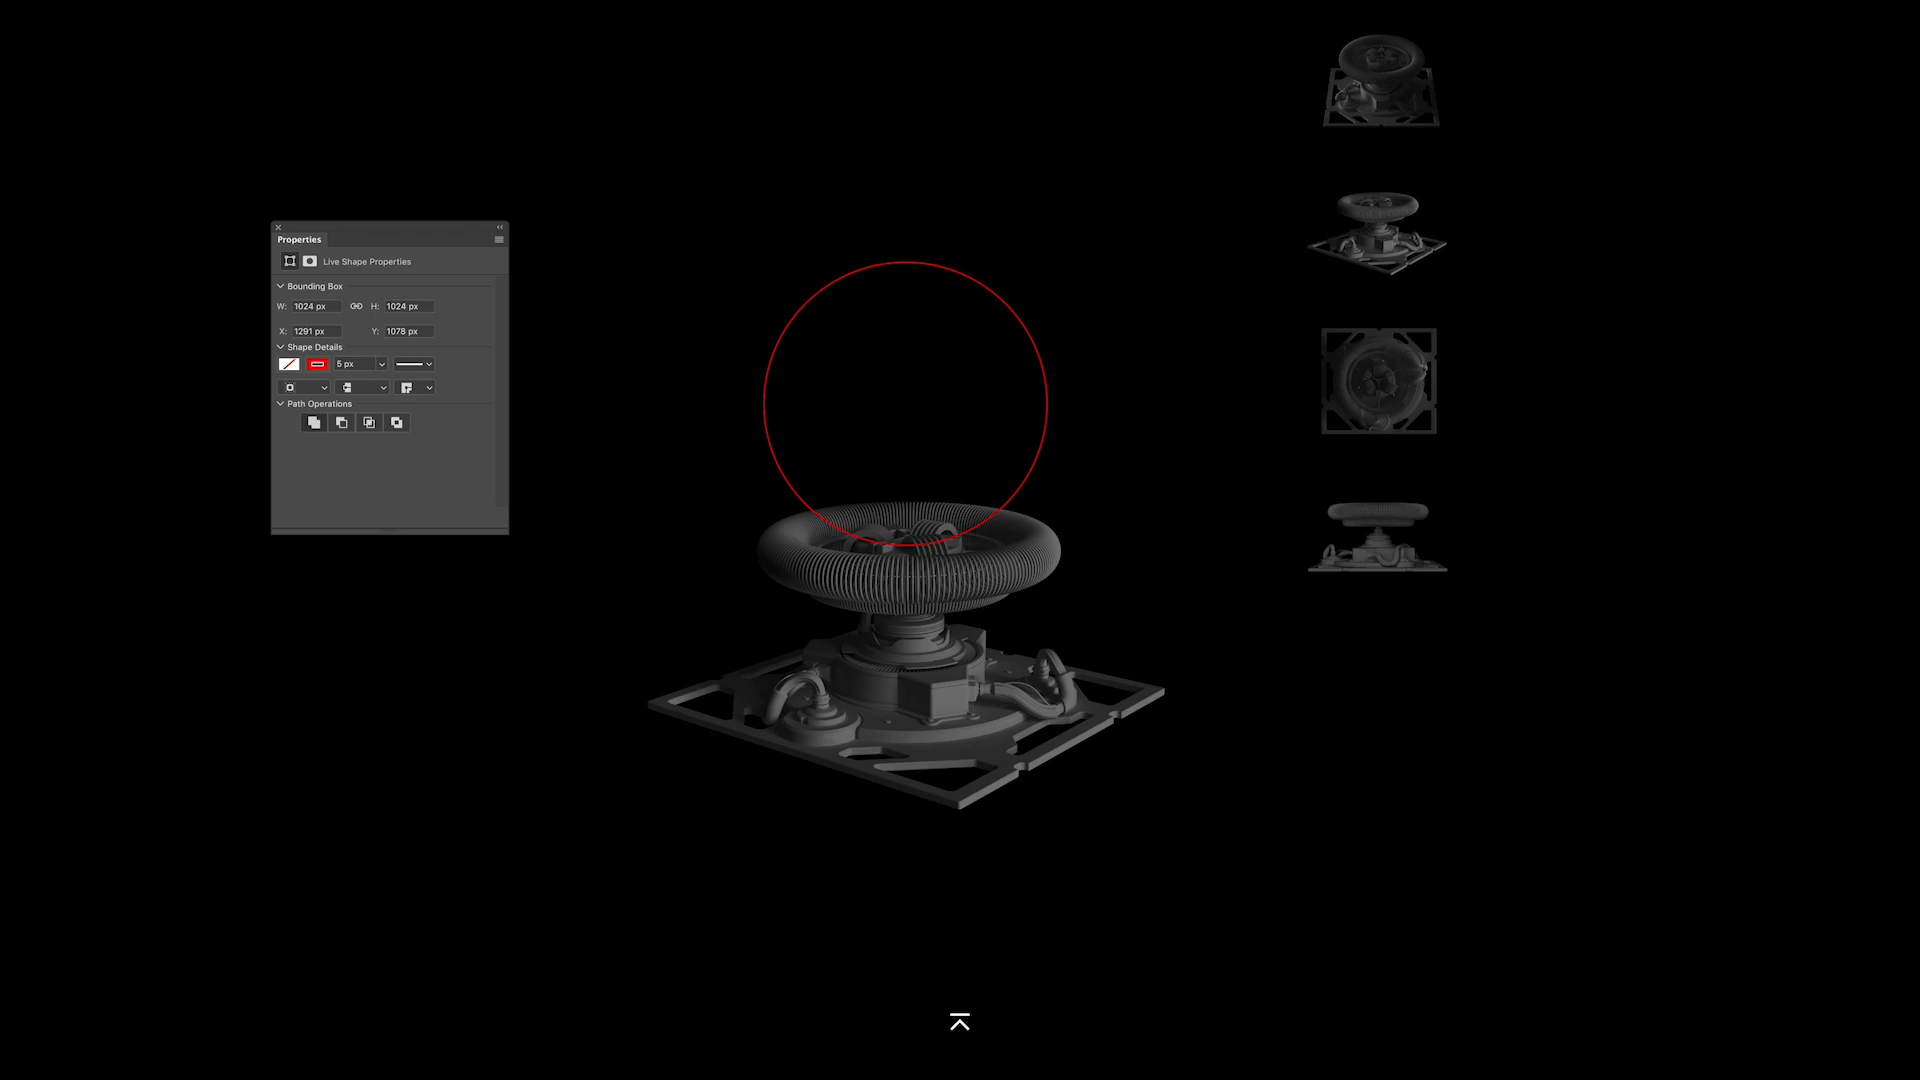 Properties
Live Shape Properties
Bounding Box
W: 1024 px H: 1024 px
X: 1291 px Y: 1078 px
Shape Details
5 px
Path Operations